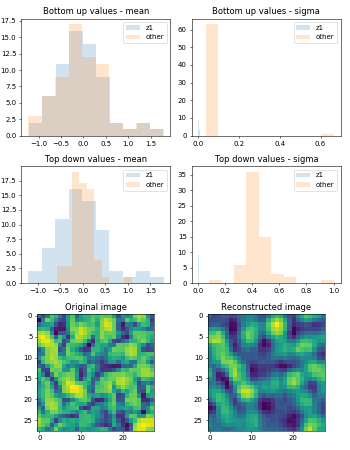 Bottom up values - mean
Bottom up values - sigma
17.5
15.0
12.5
10.0
7.5
5.0
2.5
0.0
−1.0 −0.5 0.0 0.5 1.0 1.5
z1
other
60
50
40
30
20
10
0
0.0 0.2 0.4 0.6
z1
other
Top down values - mean
Top down values - sigma
17.5
15.0
12.5
10.0
7.5
5.0
2.5
0.0
−1.0 −0.5 0.0 0.5 1.0 1.5
z1
other
35
30
25
20
15
10
5
0
0.0 0.2 0.4 0.6 0.8 1.0
z1
other
Original image
Reconstructed image
0
5
10
15
20
25
0 10 20
0
5
10
15
20
25
0 10 20